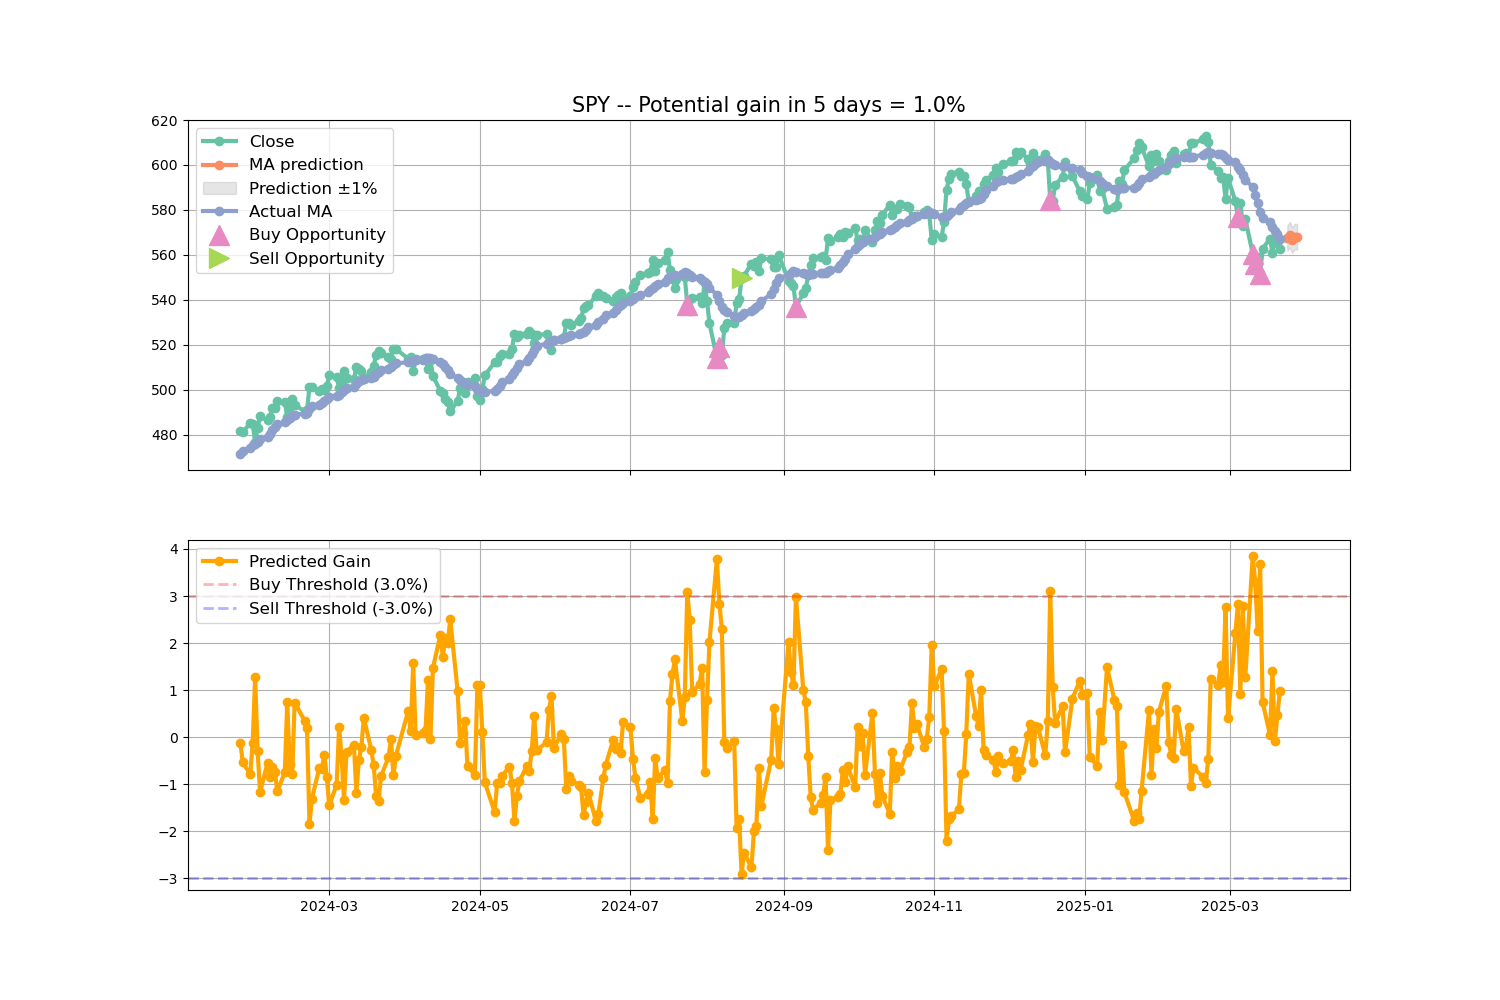 SPY -- Potential gain in 5 days = 1.0%
620
600
580
560
540
520
500
480
Close
MA prediction
Prediction ±1%
Actual MA
Buy Opportunity
Sell Opportunity
4
3
2
1
0
−1
−2
−3
Predicted Gain
Buy Threshold (3.0%)
Sell Threshold (-3.0%)
2024-03
2024-05
2024-07
2024-09
2024-11
2025-01
2025-03